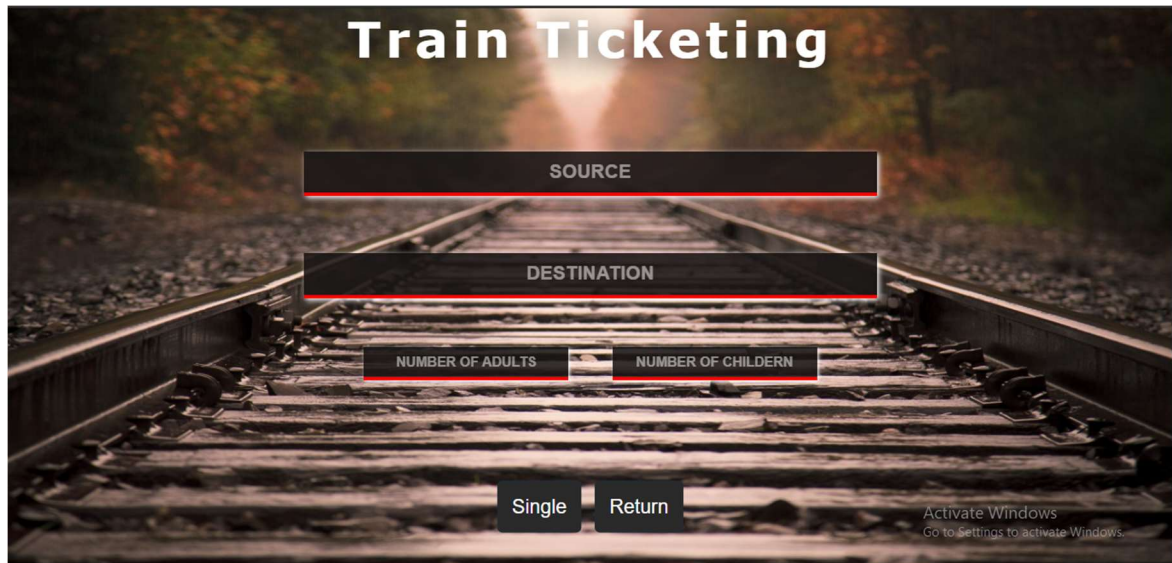 Train Ticketing
SOURCE
DESTINATION
NUMBER OF ADULTS NUMBER OF CHILDERN
Single Return
Activate Windows
Go to Settings to activate Windows.